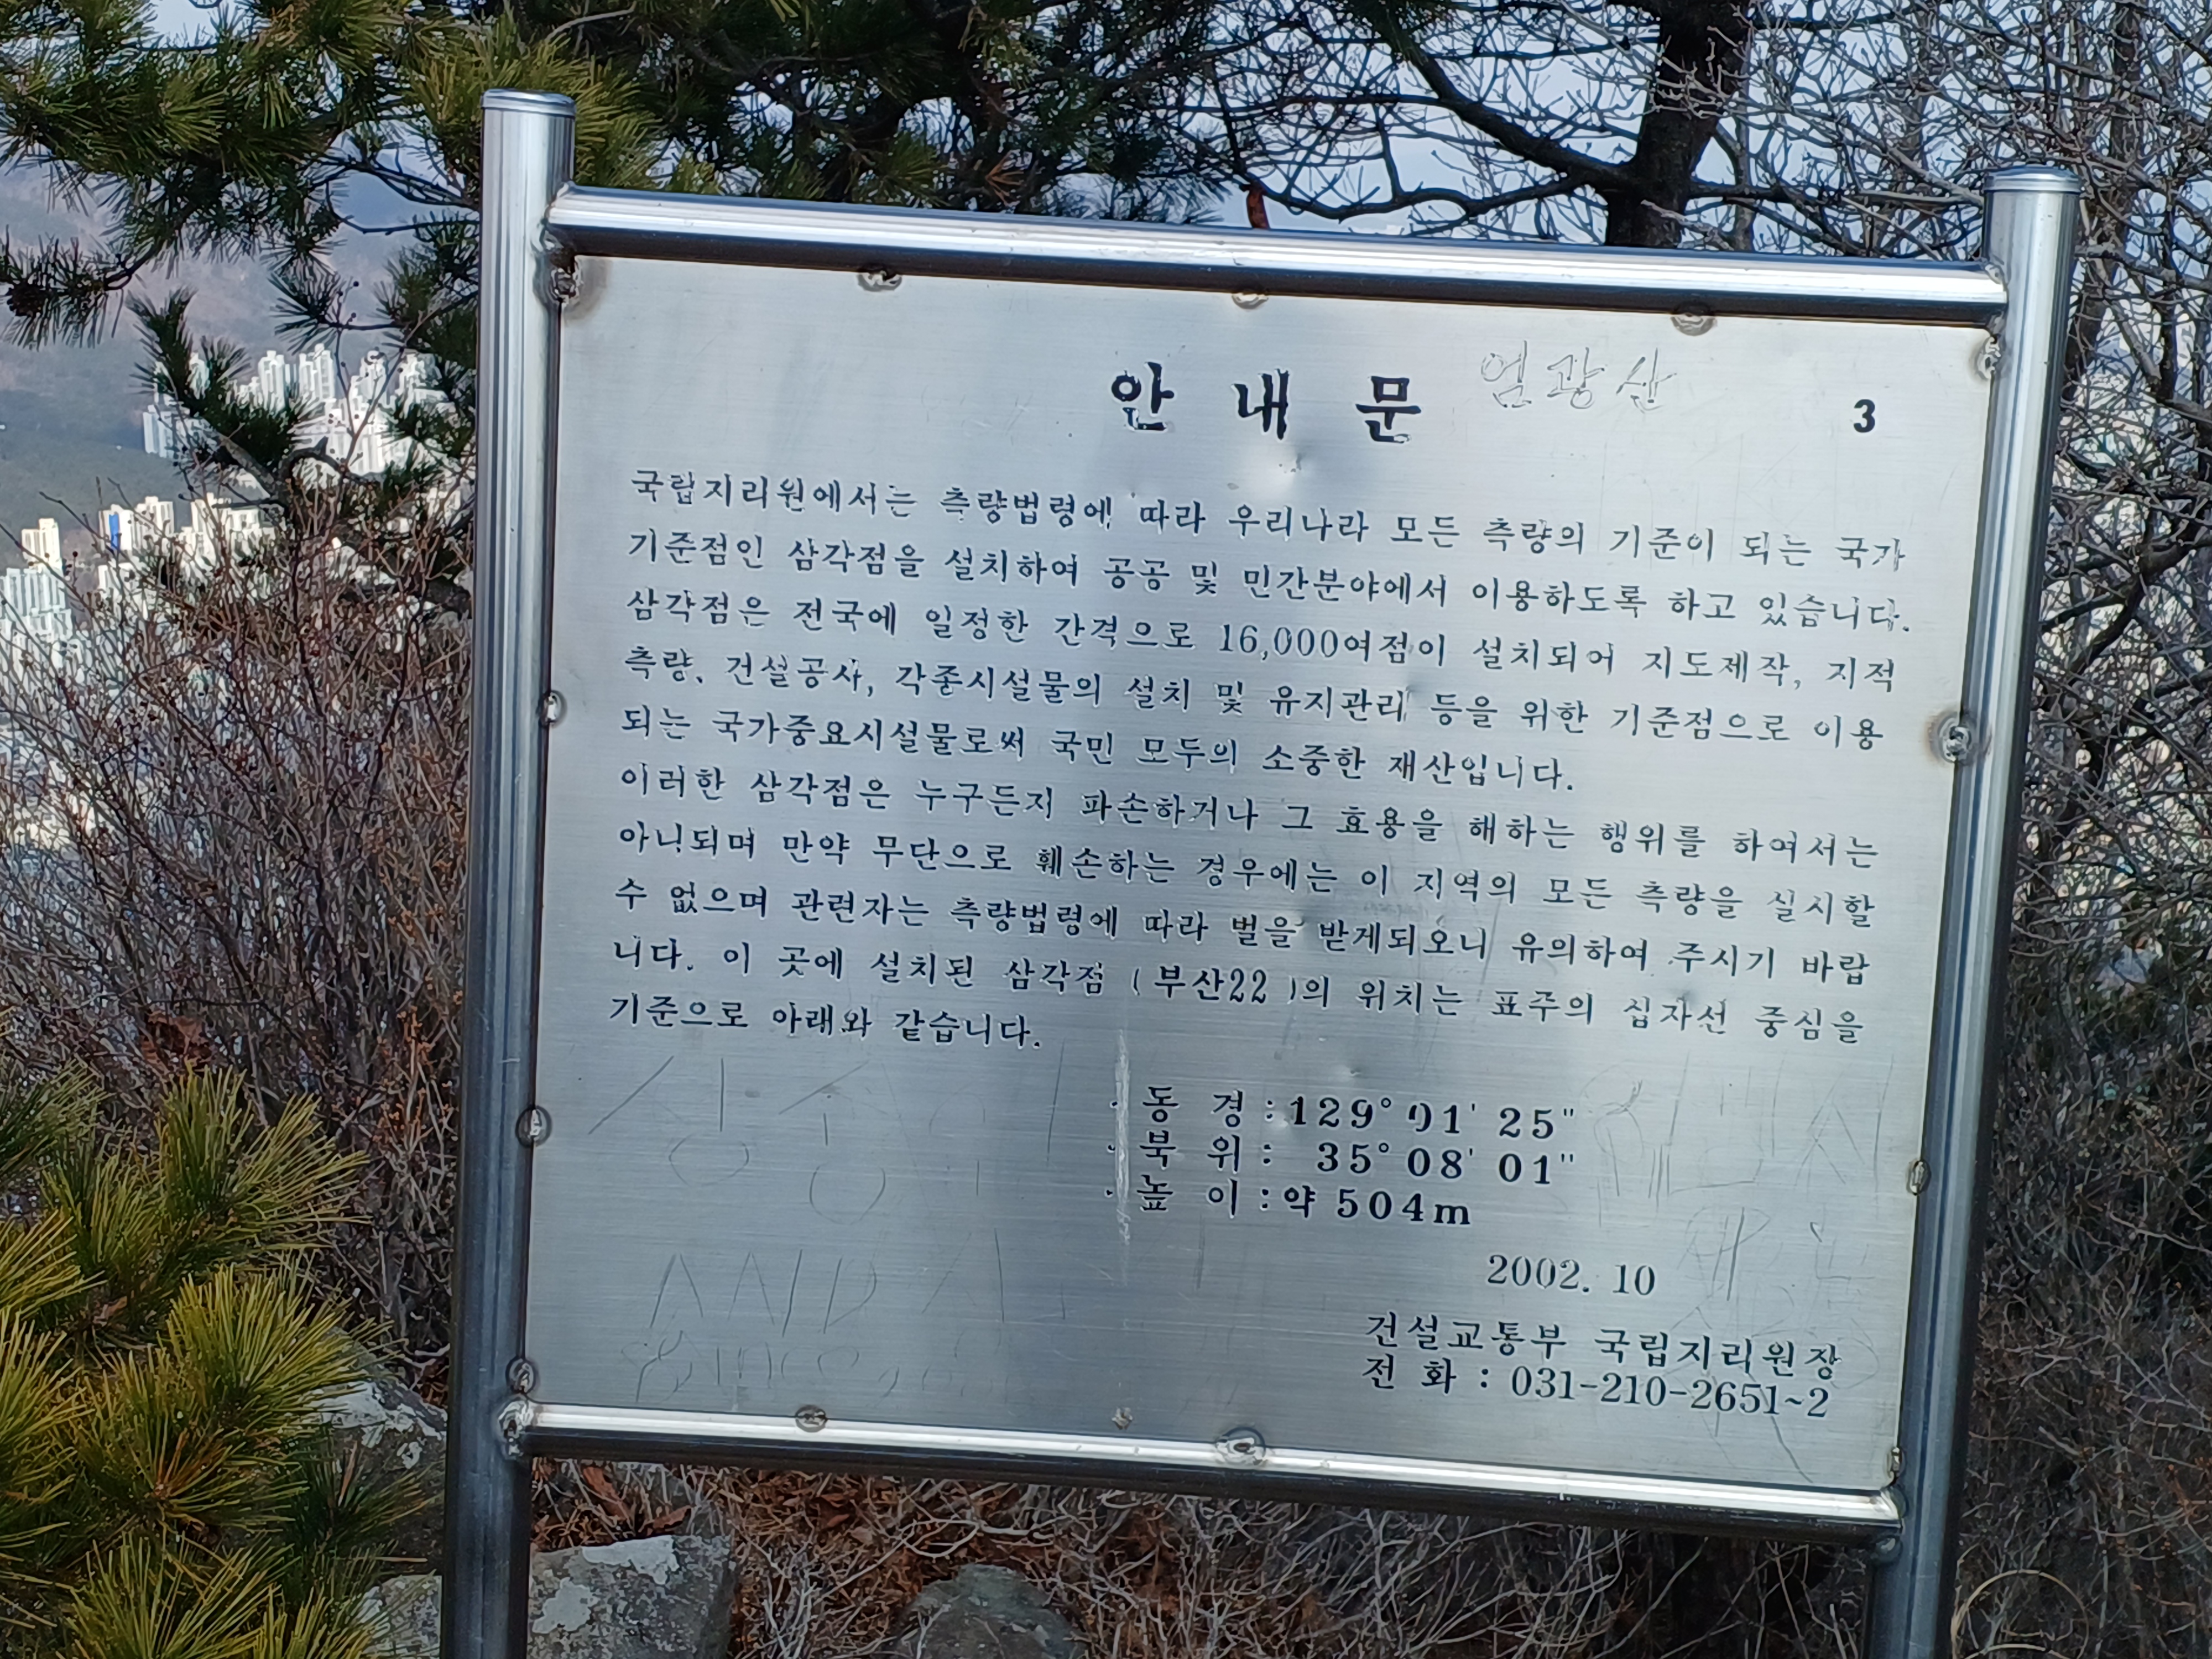 안 내 문 엄광산
3
국립지리원에서는 측량법령에 따라 우리나라 모든 측량의 기준이 되는 국가
기준점인 삼각점을 설치하여 공공 및 민간분야에서 이용하도록 하고 있습니다.
삼각점은 전국에 일정한 간격으로 16,000여점이 설치되어 지도제작, 지적
측량, 건설공사, 각종시설물의 설치 및 유지관리 등을 위한 기준점으로 이용
되는 국가중요시설물로써 국민 모두의 소중한 재산입니다.
이러한 삼각점은 누구든지 파손하거나 그 효용을 해하는 행위를 하여서는
아니되며 만약 무단으로 훼손하는 경우에는 이 지역의 모든 측량을 실시할
수 없으며 관련자는 측량법령에 따라 벌을 받게되오니 유의하여 주시기 바랍
니다. 이 곳에 설치된 삼각점 (부산22)의 위치는 표주의 십자선 중심을
기준으로 아래와 같습니다.
· 동 경 : 129° 01' 25"
· 북 위 : 35° 08' 01"
· 높 이 : 약 504m
2002. 10
건설교통부 국립지리원장
전 화 : 031-210-2651~2